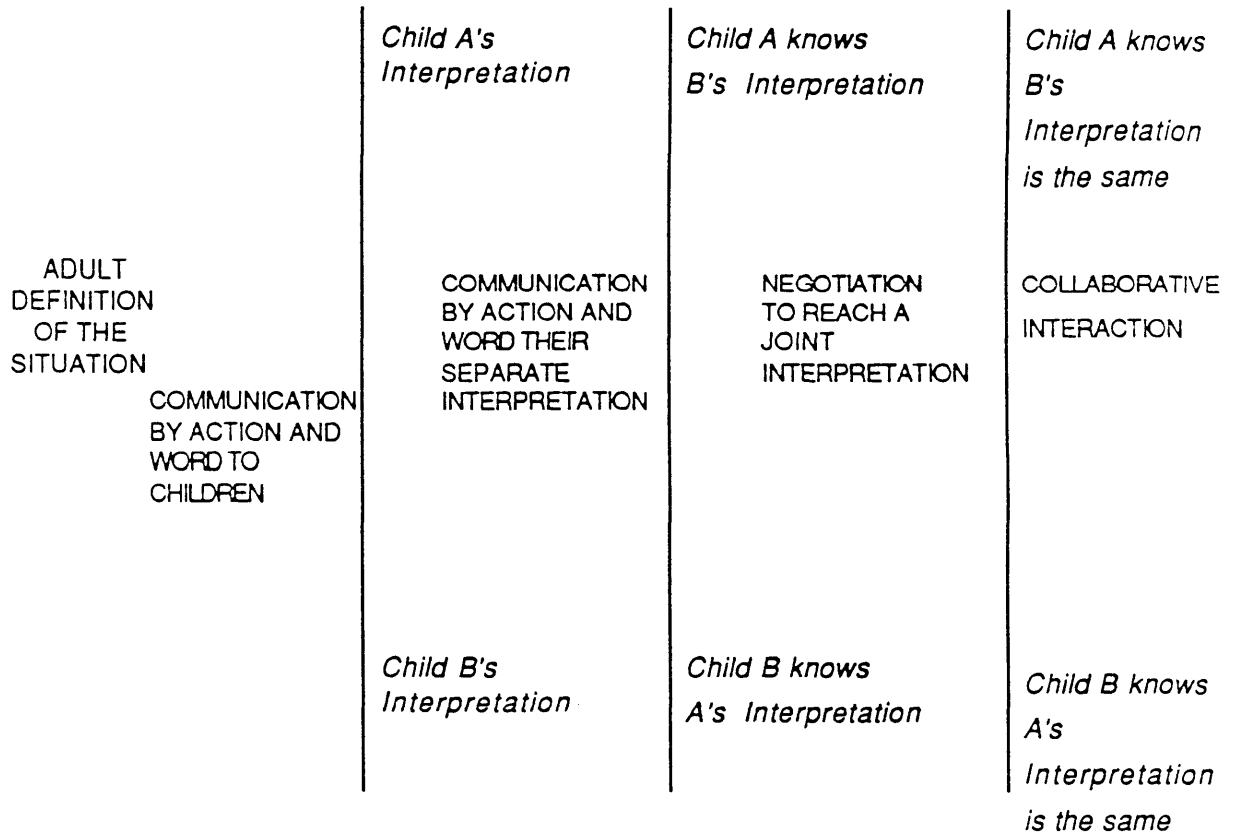 ADULT
DEFINITION
OF THE
SITUATION
COMMUNICATION
BY ACTION AND
WORD TO
CHILDREN
Child A's
Interpretation
COMMUNICATION
BY ACTION AND
WORD THEIR
SEPARATE
INTERPRETATION
Child B's
Interpretation
Child A knows
B's Interpretation
NEGOTIATION
TO REACH A
JOINT
INTERPRETATION
Child B knows
A's Interpretation
Child A knows
B's
Interpretation
is the same
COLLABORATIVE
INTERACTION
Child B knows
A's
Interpretation
is the same